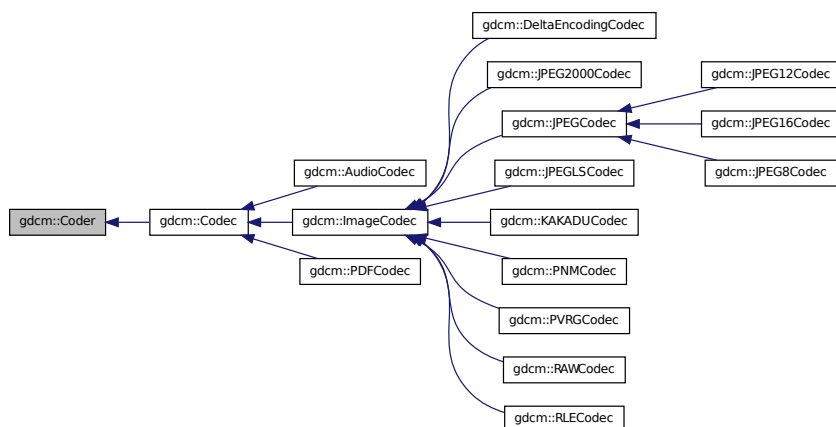 gdcm::DeltaEncodingCodec
gdcm::JPEG2000Codec
gdcm::JPEG12Codec
gdcm::JPEGCodec
gdcm::JPEG16Codec
gdcm::AudioCodec
gdcm::JPEGLSCodec
gdcm::JPEG8Codec
gdcm::Coder
gdcm::Codec
gdcm::ImageCodec
gdcm::KAKADUCodec
gdcm::PDFCodec
gdcm::PNMCodec
gdcm::PVRGCodec
gdcm::RAWCodec
gdcm::RLECodec